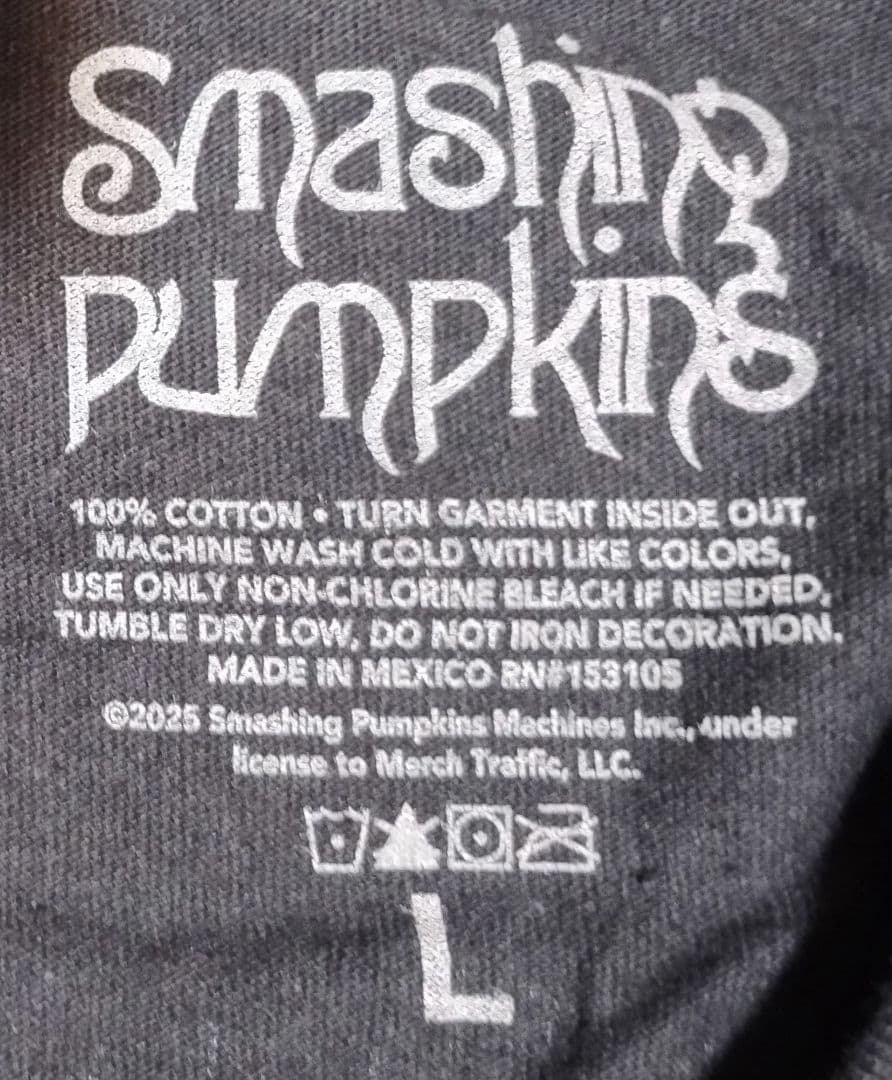 Smashing
pumpkins
100% COTTON • TURN GARMENT INSIDE OUT,
MACHINE WASH COLD WITH LIKE COLORS,
USE ONLY NON-CHLORINE BLEACH IF NEEDED,
TUMBLE DRY LOW, DO NOT IRON DECORATION.
MADE IN MEXICO RN#153105
©2025 Smashing Pumpkins Machines Inc., under
license to Merch Traffic, LLC.
L